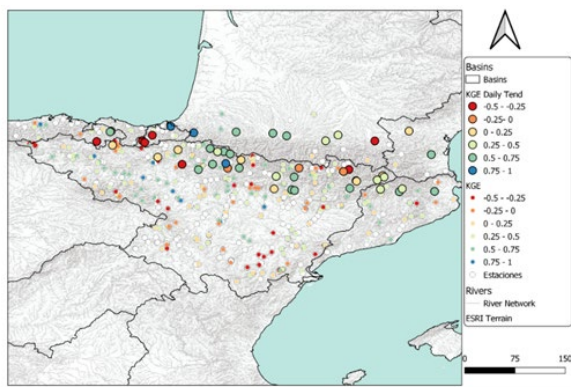 Basins
Basins
KGE Daily Tend
-0.5 - -0.25
-0.25- 0
0 - 0.25
0.25 - 0.5
0.5 - 0.75
0.75 - 1
KGE
-0.5 - -0.25
-0.25 - 0
0 - 0.25
0.25 - 0.5
0.5 - 0.75
0.75 - 1
Estaciones
Rivers
River Network
ESRI Terrain
0 75 150